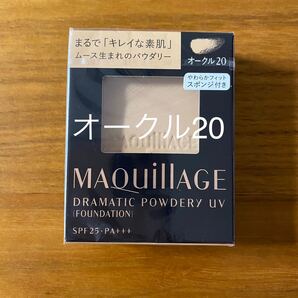 まるで「キレイな素肌」
ムース生まれのパウダリー
オークル20
やわらかフィット
スポンジ付き
オークル20
MAQUILLAGE
MAQuillAGE
DRAMATIC POWDERY UV
(FOUNDATION)
SPF25・PA+++